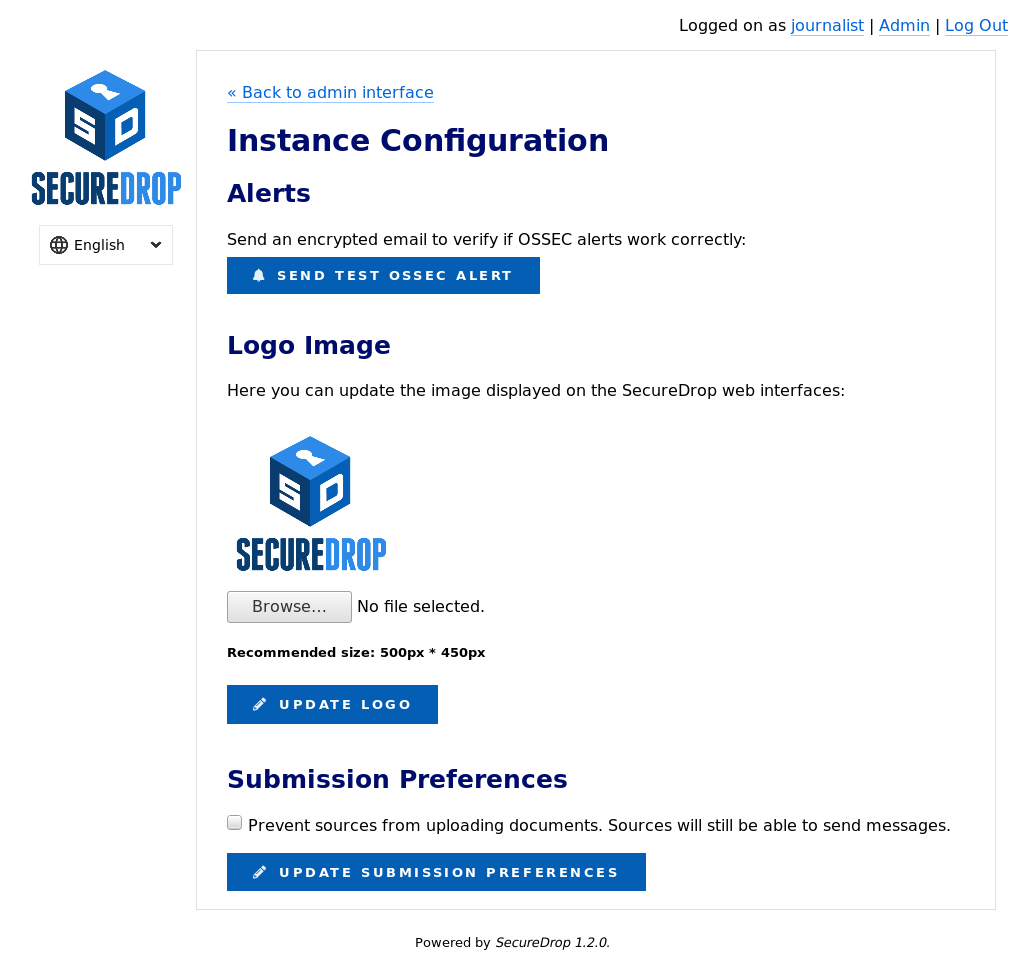 Logged on as journalist | Admin | Log Out
SD
SECUREDROP
English
« Back to admin interface
Instance Configuration
Alerts
Send an encrypted email to verify if OSSEC alerts work correctly:
SEND TEST OSSEC ALERT
Logo Image
Here you can update the image displayed on the SecureDrop web interfaces:
SD
SECUREDROP
Browse... No file selected.
Recommended size: 500px * 450px
UPDATE LOGO
Submission Preferences
Prevent sources from uploading documents. Sources will still be able to send messages.
UPDATE SUBMISSION PREFERENCES
Powered by SecureDrop 1.2.0.